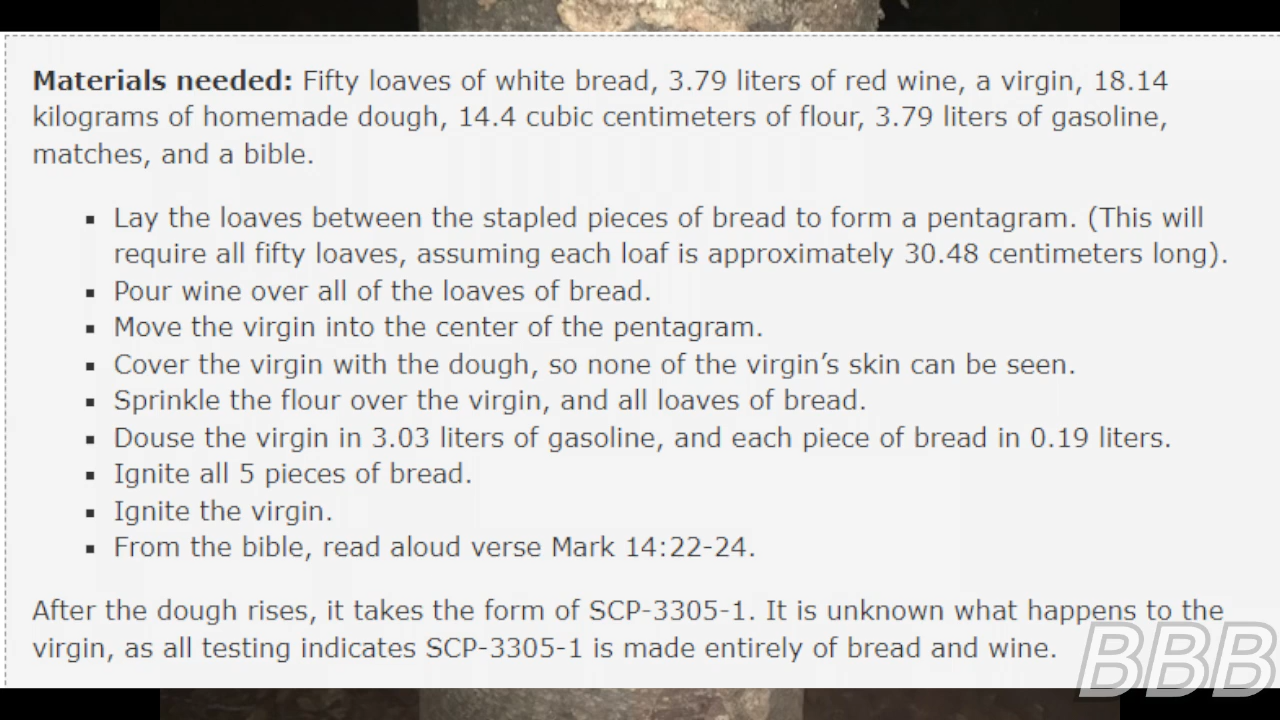 Materials needed: Fifty loaves of white bread, 3.79 liters of red wine, a virgin, 18.14
kilograms of homemade dough, 14.4 cubic centimeters of flour, 3.79 liters of gasoline,
matches, and a bible.
▪ Lay the loaves between the stapled pieces of bread to form a pentagram. (This will
require all fifty loaves, assuming each loaf is approximately 30.48 centimeters long).
▪ Pour wine over all of the loaves of bread.
▪ Move the virgin into the center of the pentagram.
▪ Cover the virgin with the dough, so none of the virgin’s skin can be seen.
▪ Sprinkle the flour over the virgin, and all loaves of bread.
▪ Douse the virgin in 3.03 liters of gasoline, and each piece of bread in 0.19 liters.
▪ Ignite all 5 pieces of bread.
▪ Ignite the virgin.
▪ From the bible, read aloud verse Mark 14:22-24.
After the dough rises, it takes the form of SCP-3305-1. It is unknown what happens to the
virgin, as all testing indicates SCP-3305-1 is made entirely of bread and wine.
BBB